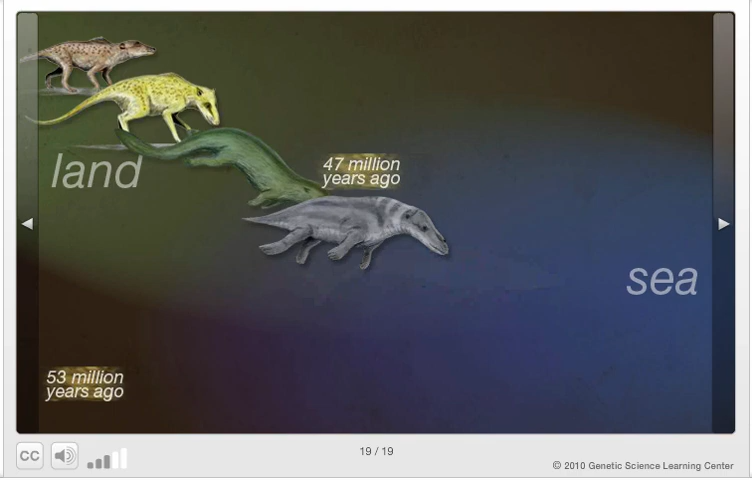 land
47 million
years ago
sea
53 million
years ago
CC
19 / 19
© 2010 Genetic Science Learning Center